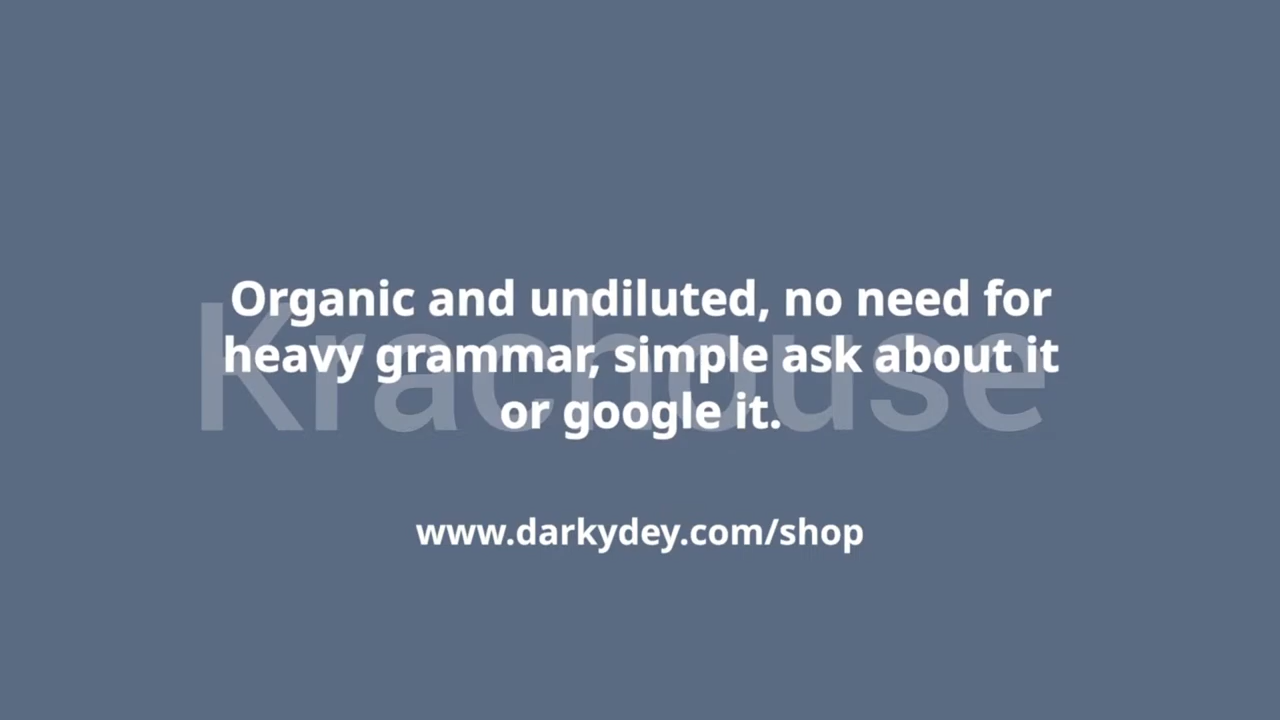 Organic and undiluted, no need for
heavy grammar, simple ask about it
or google it.
Krachouse
www.darkydey.com/shop